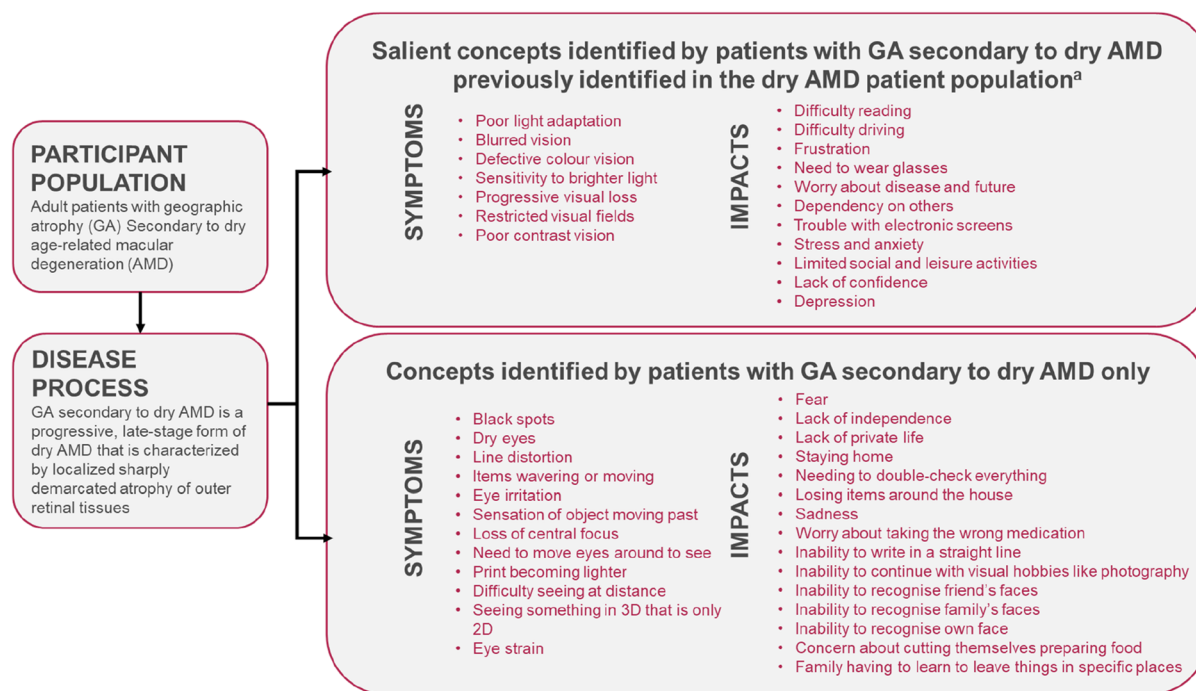 PARTICIPANT
POPULATION
Adult patients with geographic
atrophy (GA) Secondary to dry
age-related macular
degeneration (AMD)
DISEASE
PROCESS
GA secondary to dry AMD is a
progressive, late-stage form of
dry AMD that is characterized
by localized sharply
demarcated atrophy of outer
retinal tissues
Salient concepts identified by patients with GA secondary to dry AMD
previously identified in the dry AMD patient populationª
SYMPTOMS
• Poor light adaptation
• Blurred vision
• Defective colour vision
• Sensitivity to brighter light
• Progressive visual loss
• Restricted visual fields
• Poor contrast vision
IMPACTS
• Difficulty reading
• Difficulty driving
• Frustration
• Need to wear glasses
• Worry about disease and future
• Dependency on others
• Trouble with electronic screens
• Stress and anxiety
• Limited social and leisure activities
• Lack of confidence
• Depression
Concepts identified by patients with GA secondary to dry AMD only
SYMPTOMS
• Black spots
• Dry eyes
• Line distortion
• Items wavering or moving
• Eye irritation
• Sensation of object moving past
• Loss of central focus
• Need to move eyes around to see
• Print becoming lighter
• Difficulty seeing at distance
• Seeing something in 3D that is only
2D
• Eye strain
IMPACTS
• Fear
• Lack of independence
• Lack of private life
• Staying home
• Needing to double-check everything
• Losing items around the house
• Sadness
• Worry about taking the wrong medication
• Inability to write in a straight line
• Inability to continue with visual hobbies like photography
• Inability to recognise friend's faces
• Inability to recognise family's faces
• Inability to recognise own face
• Concern about cutting themselves preparing food
• Family having to learn to leave things in specific places